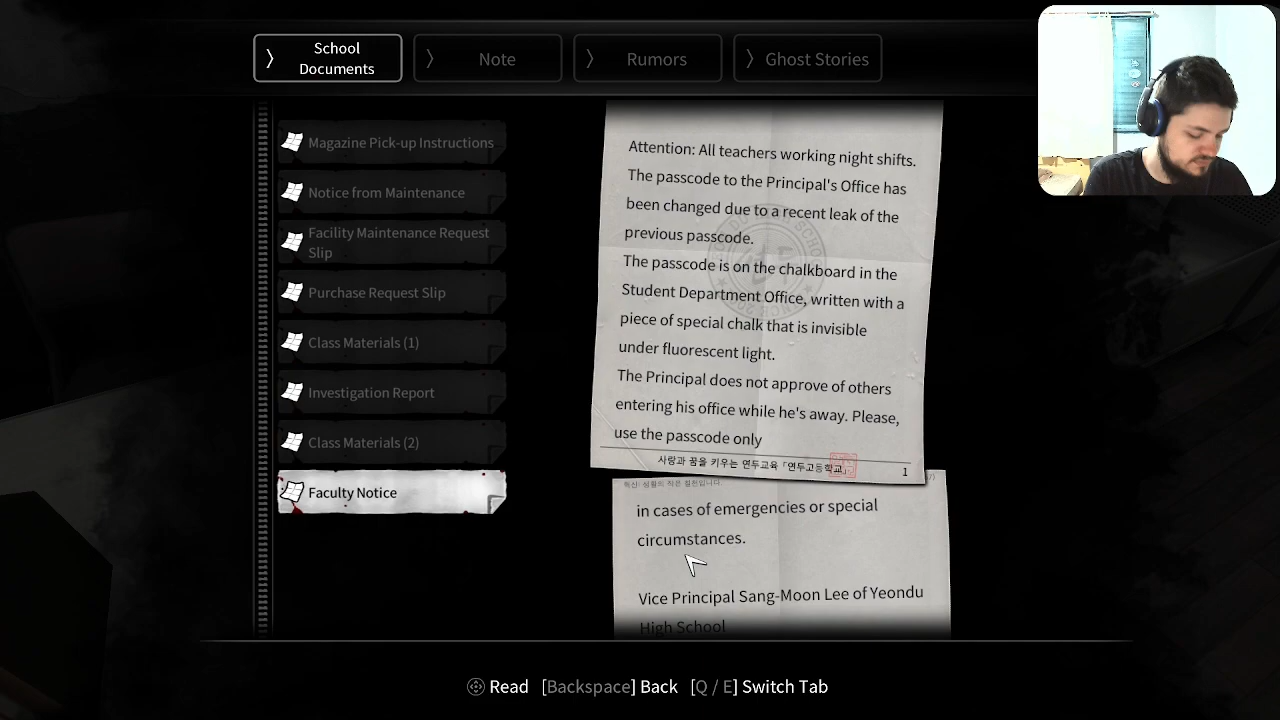 School
Documents
Note
Rumors
Ghost Stories
Magazine Pick-up Instructions
Notice from Maintenance
Facility Maintenance Request
Slip
Purchase Request Slip
Class Materials (1)
Investigation Report
Class Materials (2)
Faculty Notice
Attention: All teachers working night shifts.
The passcode to the Principal's Office has
been changed due to a recent leak of the
previous passcode.
The passcode is on the chalkboard in the
Student Department Office, written with a
piece of special chalk that is invisible
under fluorescent light.
The Principal does not approve of others
entering his office while he's away. Please,
use the passcode only
사랑과 꿈을 키우는 연두교육 「연두고등학교」
1
in cases of emergencies or special
circumstances.
Vice Principal Sang-Moon Lee of Yeondu
High School
Read [Backspace] Back [Q / E] Switch Tab